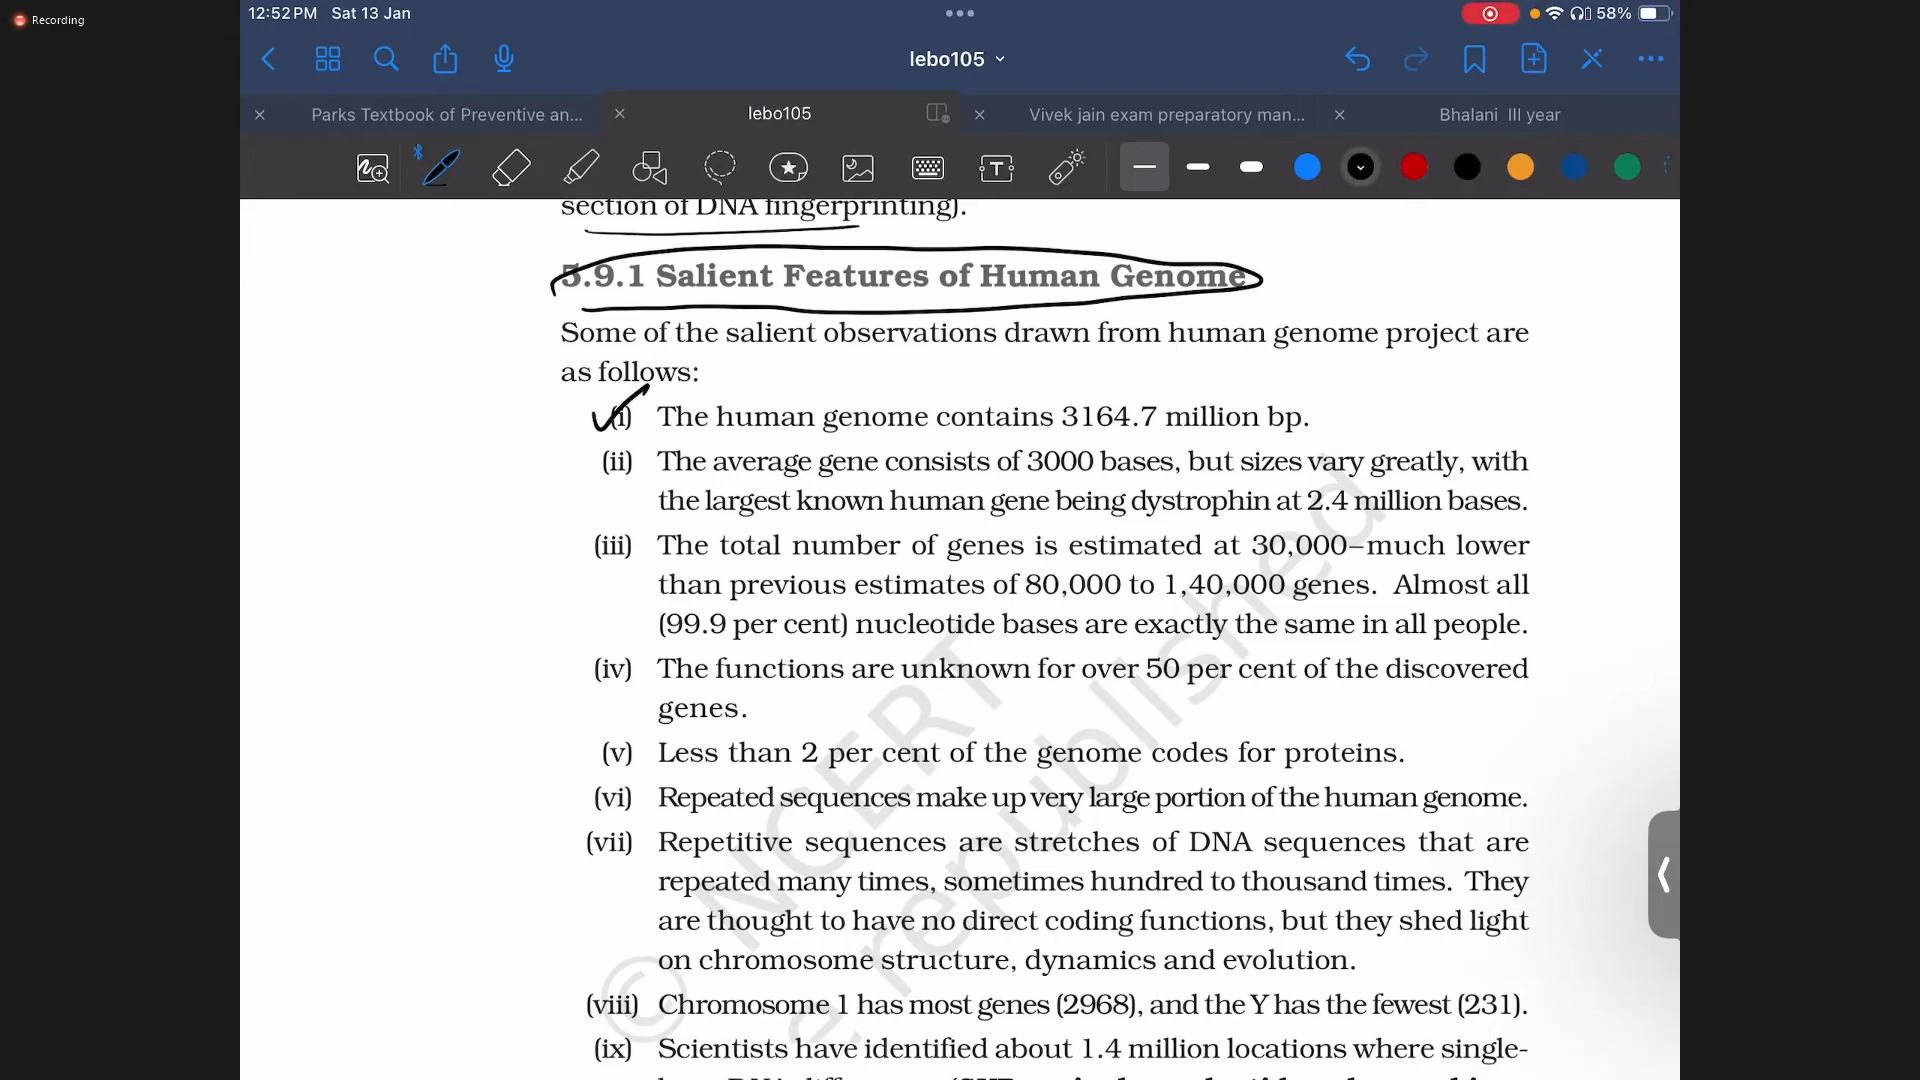 Recording
12:52 PM Sat 13 Jan
58%
lebo105
Parks Textbook of Preventive an...
lebo105
Vivek jain exam preparatory man...
Bhalani III year
section of DNA fingerprinting).
5.9.1 Salient Features of Human Genome
Some of the salient observations drawn from human genome project are
as follows:
(i) The human genome contains 3164.7 million bp.
(ii) The average gene consists of 3000 bases, but sizes vary greatly, with
the largest known human gene being dystrophin at 2.4 million bases.
(iii) The total number of genes is estimated at 30,000–much lower
than previous estimates of 80,000 to 1,40,000 genes. Almost all
(99.9 per cent) nucleotide bases are exactly the same in all people.
(iv) The functions are unknown for over 50 per cent of the discovered
genes.
(v) Less than 2 per cent of the genome codes for proteins.
(vi) Repeated sequences make up very large portion of the human genome.
(vii) Repetitive sequences are stretches of DNA sequences that are
repeated many times, sometimes hundred to thousand times. They
are thought to have no direct coding functions, but they shed light
on chromosome structure, dynamics and evolution.
(viii) Chromosome 1 has most genes (2968), and the Y has the fewest (231).
(ix) Scientists have identified about 1.4 million locations where single-
© NCERT
republished